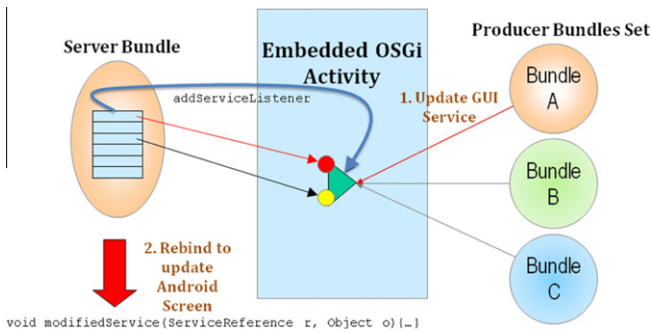 Server Bundle
Embedded OSGi
Activity
Producer Bundles Set
addServiceListener
1. Update GUI
Service
Bundle
A
Bundle
B
Bundle
C
2. Rebind to
update
Android
Screen
void modifiedService(ServiceReference r, Object o){…}